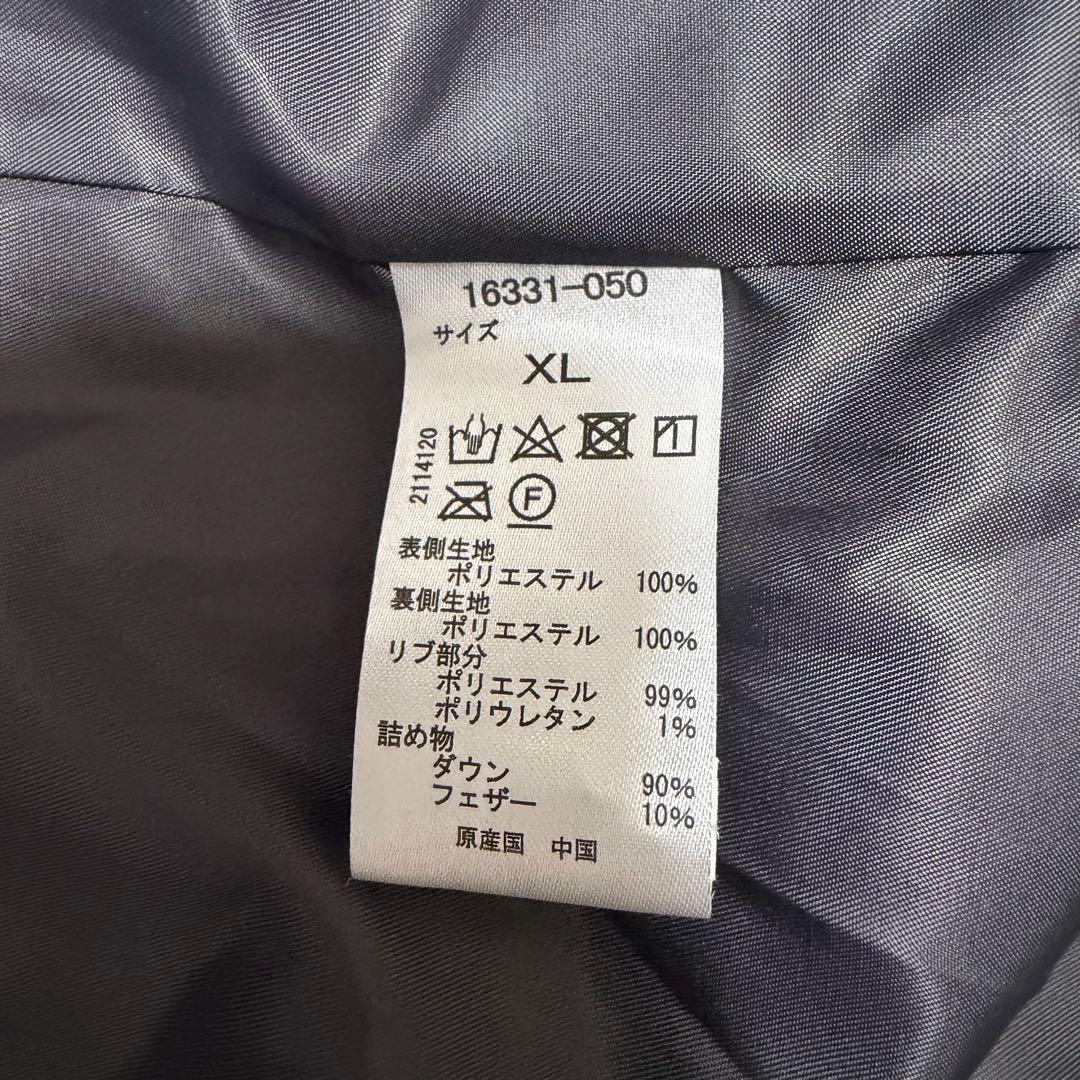 16331-050
サイズ
XL
2114120
F
表側生地
ポリエステル 100%
裏側生地
ポリエステル 100%
リブ部分
ポリエステル 99%
ポリウレタン 1%
詰め物
ダウン 90%
フェザー 10%
原産国 中国